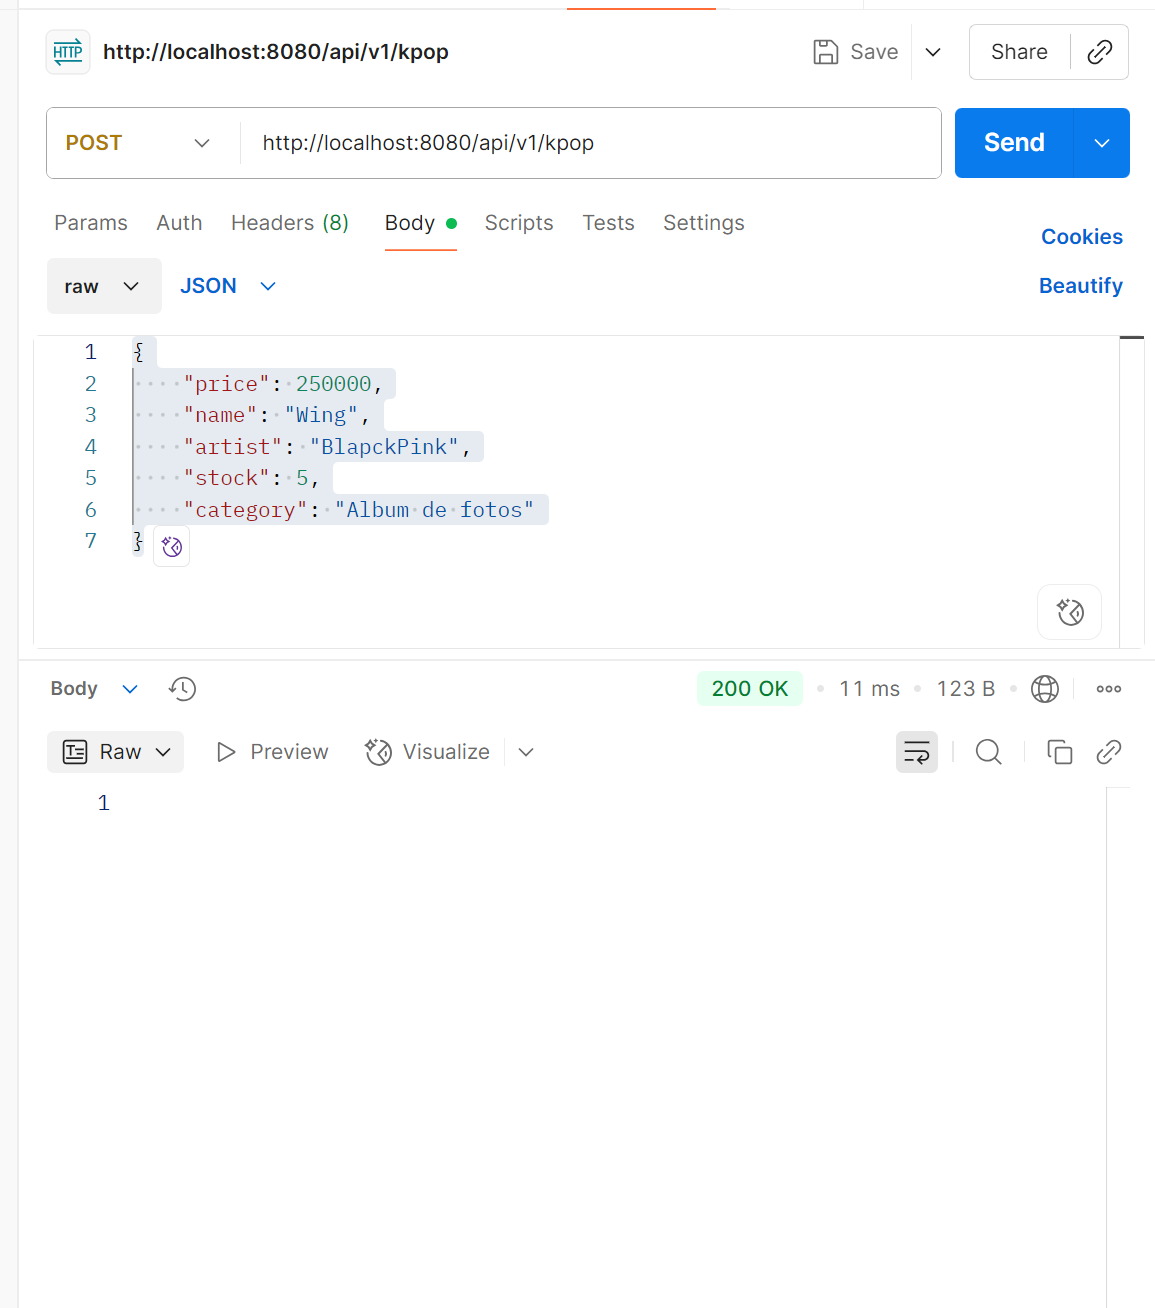 HTTP http://localhost:8080/api/v1/kpop Save Share
POST http://localhost:8080/api/v1/kpop Send
Params Auth Headers (8) Body Scripts Tests Settings Cookies
raw JSON Beautify
1 {
2 "price": 250000,
3 "name": "Wing",
4 "artist": "BlapckPink",
5 "stock": 5,
6 "category": "Album de fotos"
7 }
Body 200 OK 11 ms 123 B
Raw Preview Visualize
1